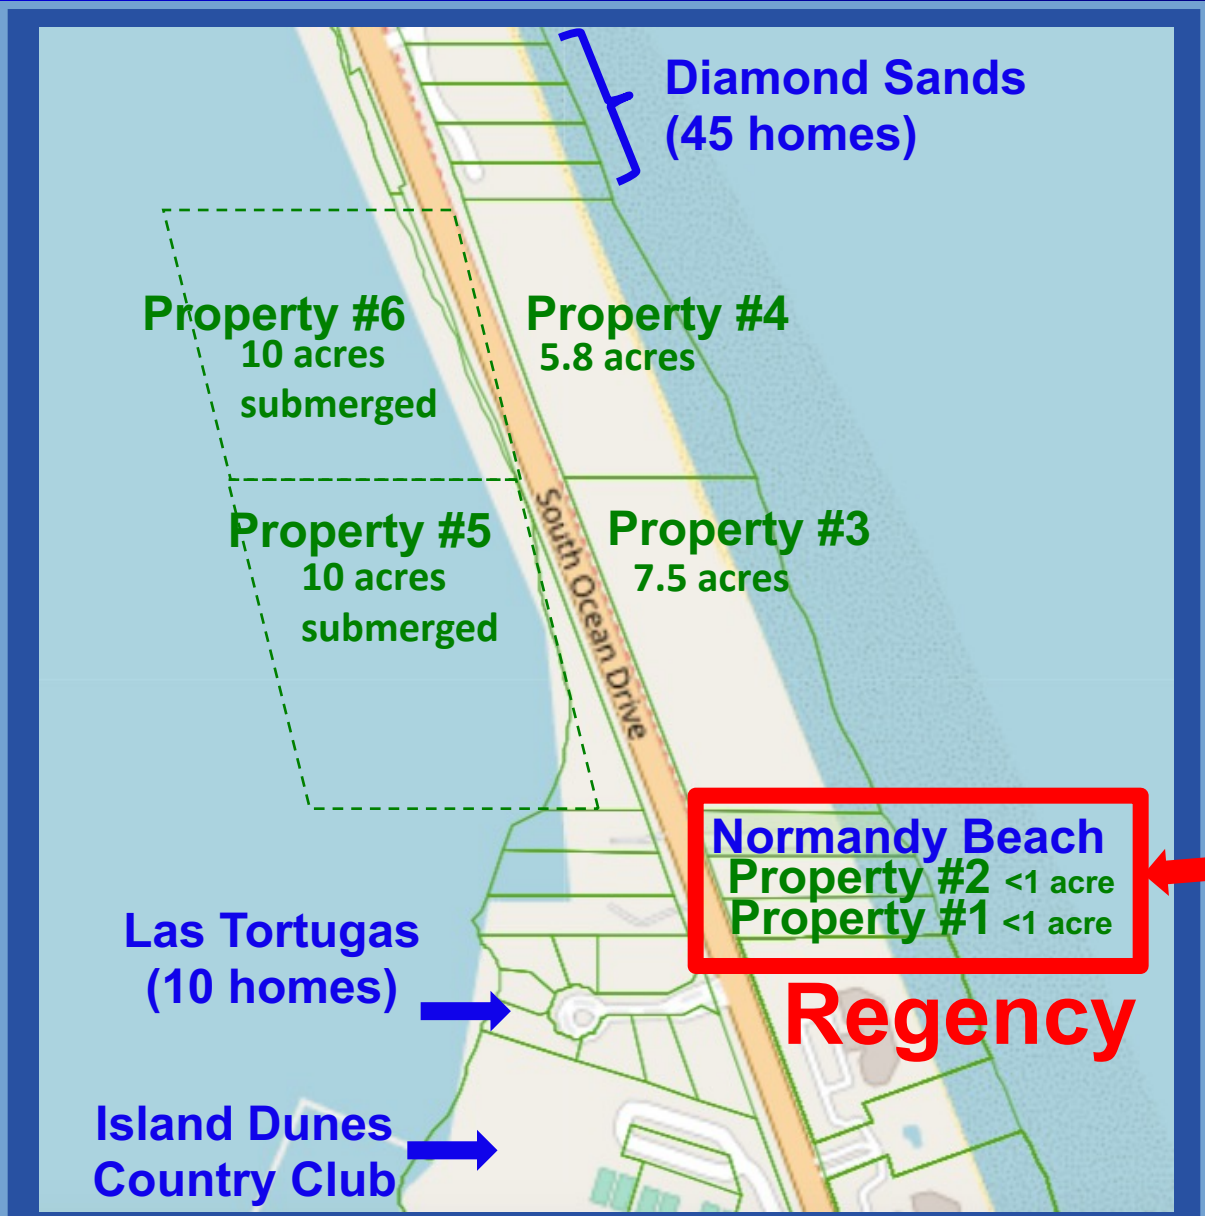 Diamond Sands
(45 homes)
Property #6
10 acres
submerged
Property #4
5.8 acres
Property #5
10 acres
submerged
South Ocean Drive
Property #3
7.5 acres
Normandy Beach
Property #2 <1 acre
Property #1 <1 acre
Las Tortugas
(10 homes)
Regency
Island Dunes
Country Club